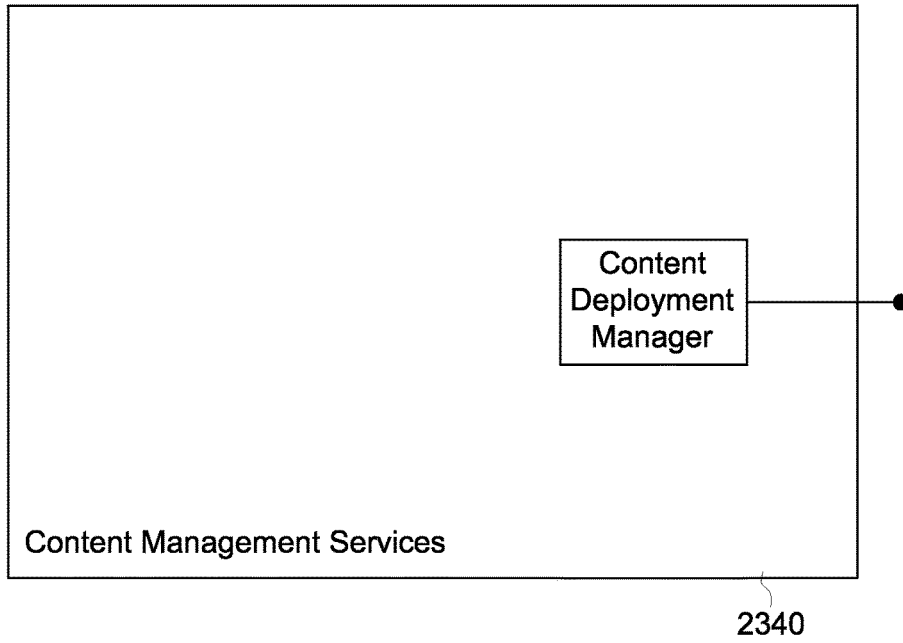 Content
Deployment
Manager
Content Management Services
2340